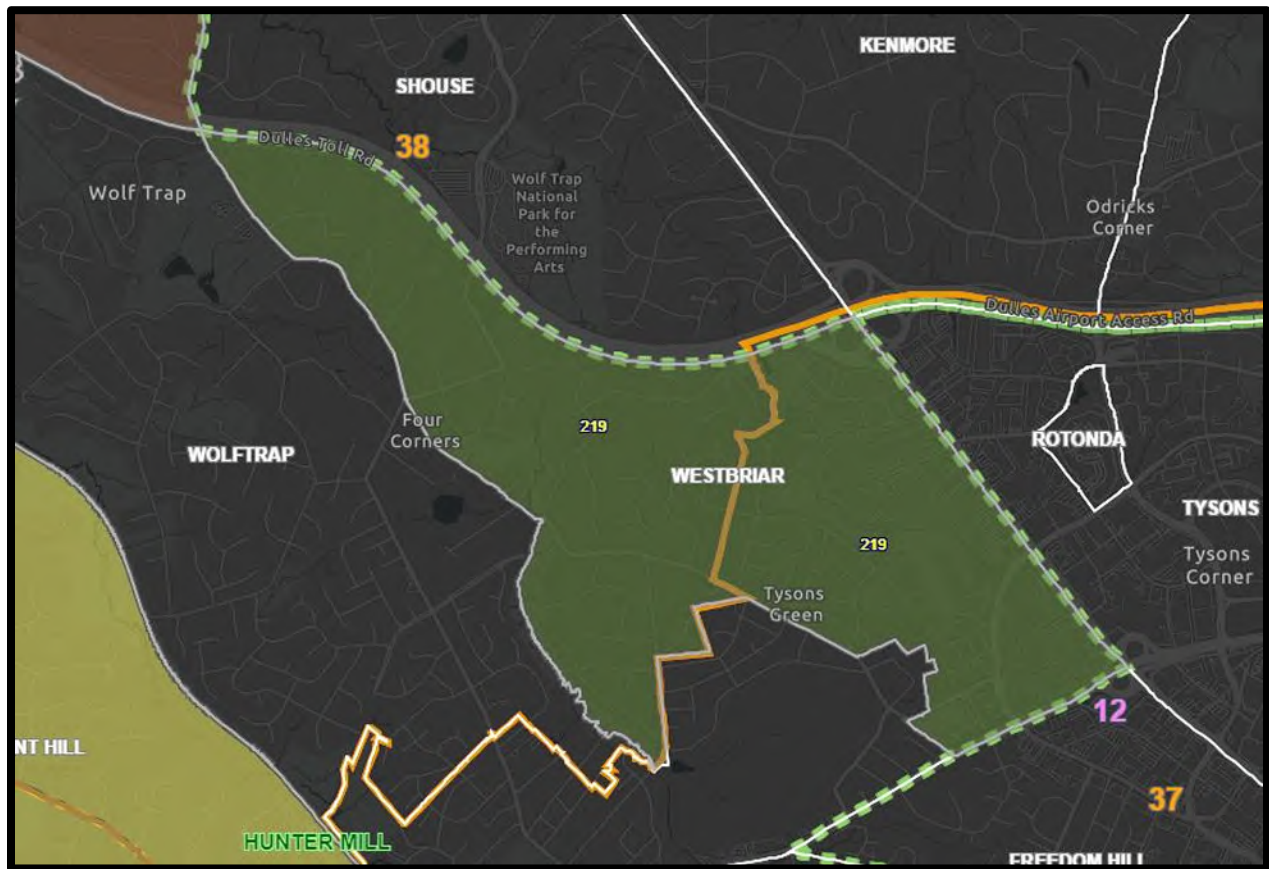 KENMORE
SHOUSE
38
Dulles Toll Rd
Wolf Trap
National
Park for
the
Performing
Arts
Wolf Trap
Odricks
Corner
Dulles Airport Access Rd
Four
Corners
219
WOLFTRAP
WESTBRIAR
ROTONDA
TYSONS
219
Tysons
Corner
Tysons
Green
12
NT HILL
37
HUNTER MILL
FREEDOM HILL